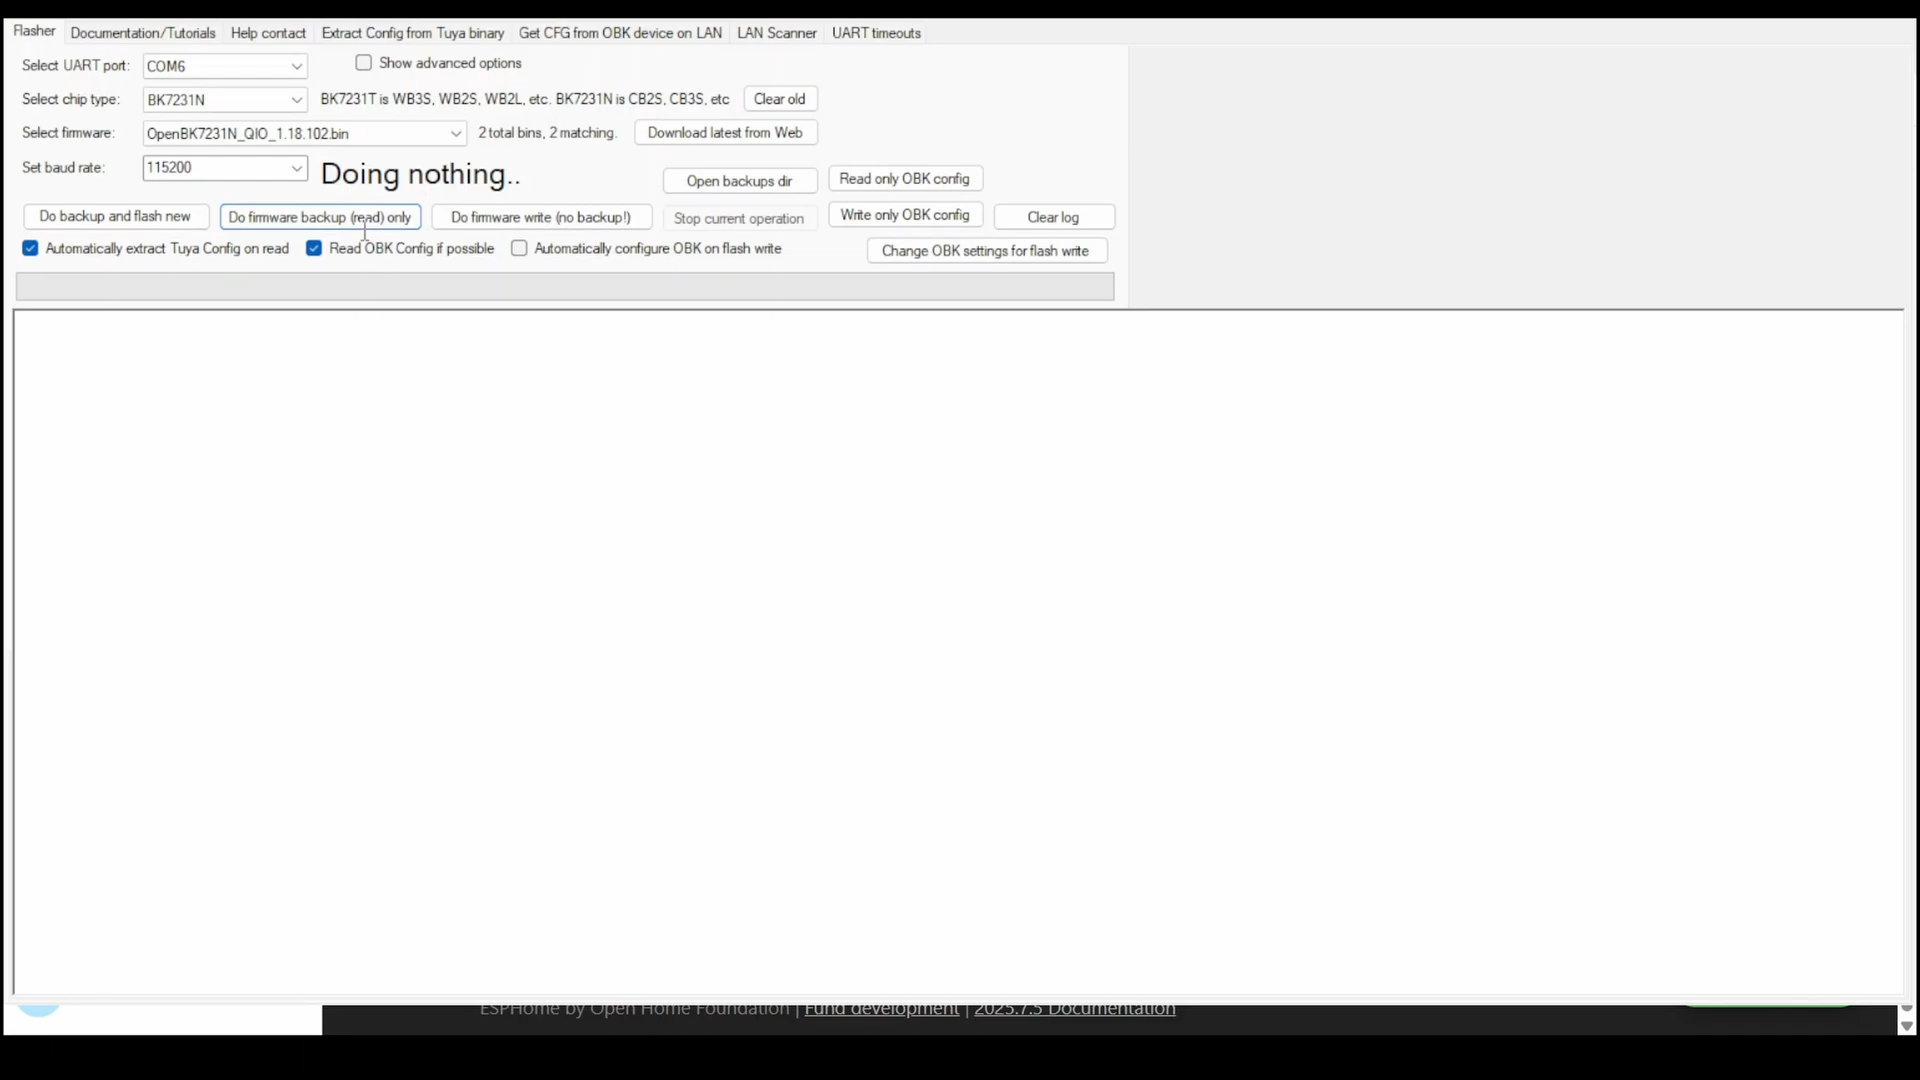 Flasher Documentation/Tutorials Help contact Extract Config from Tuya binary Get CFG from OBK device on LAN LAN Scanner UART timeouts
Select UART port: COM6 Show advanced options
Select chip type: BK7231N BK7231T is WB3S, WB2S, WB2L, etc. BK7231N is CB2S, CB3S, etc Clear old
Select firmware: OpenBK7231N_QIO_1.18.102.bin 2 total bins, 2 matching. Download latest from Web
Set baud rate: 115200 Doing nothing.. Open backups dir Read only OBK config
Do backup and flash new Do firmware backup (read) only Do firmware write (no backup!) Stop current operation Write only OBK config Clear log
Automatically extract Tuya Config on read Read OBK Config if possible Automatically configure OBK on flash write Change OBK settings for flash write
ESPHome by Open Home Foundation | Fund development | 2025.7.5 Documentation